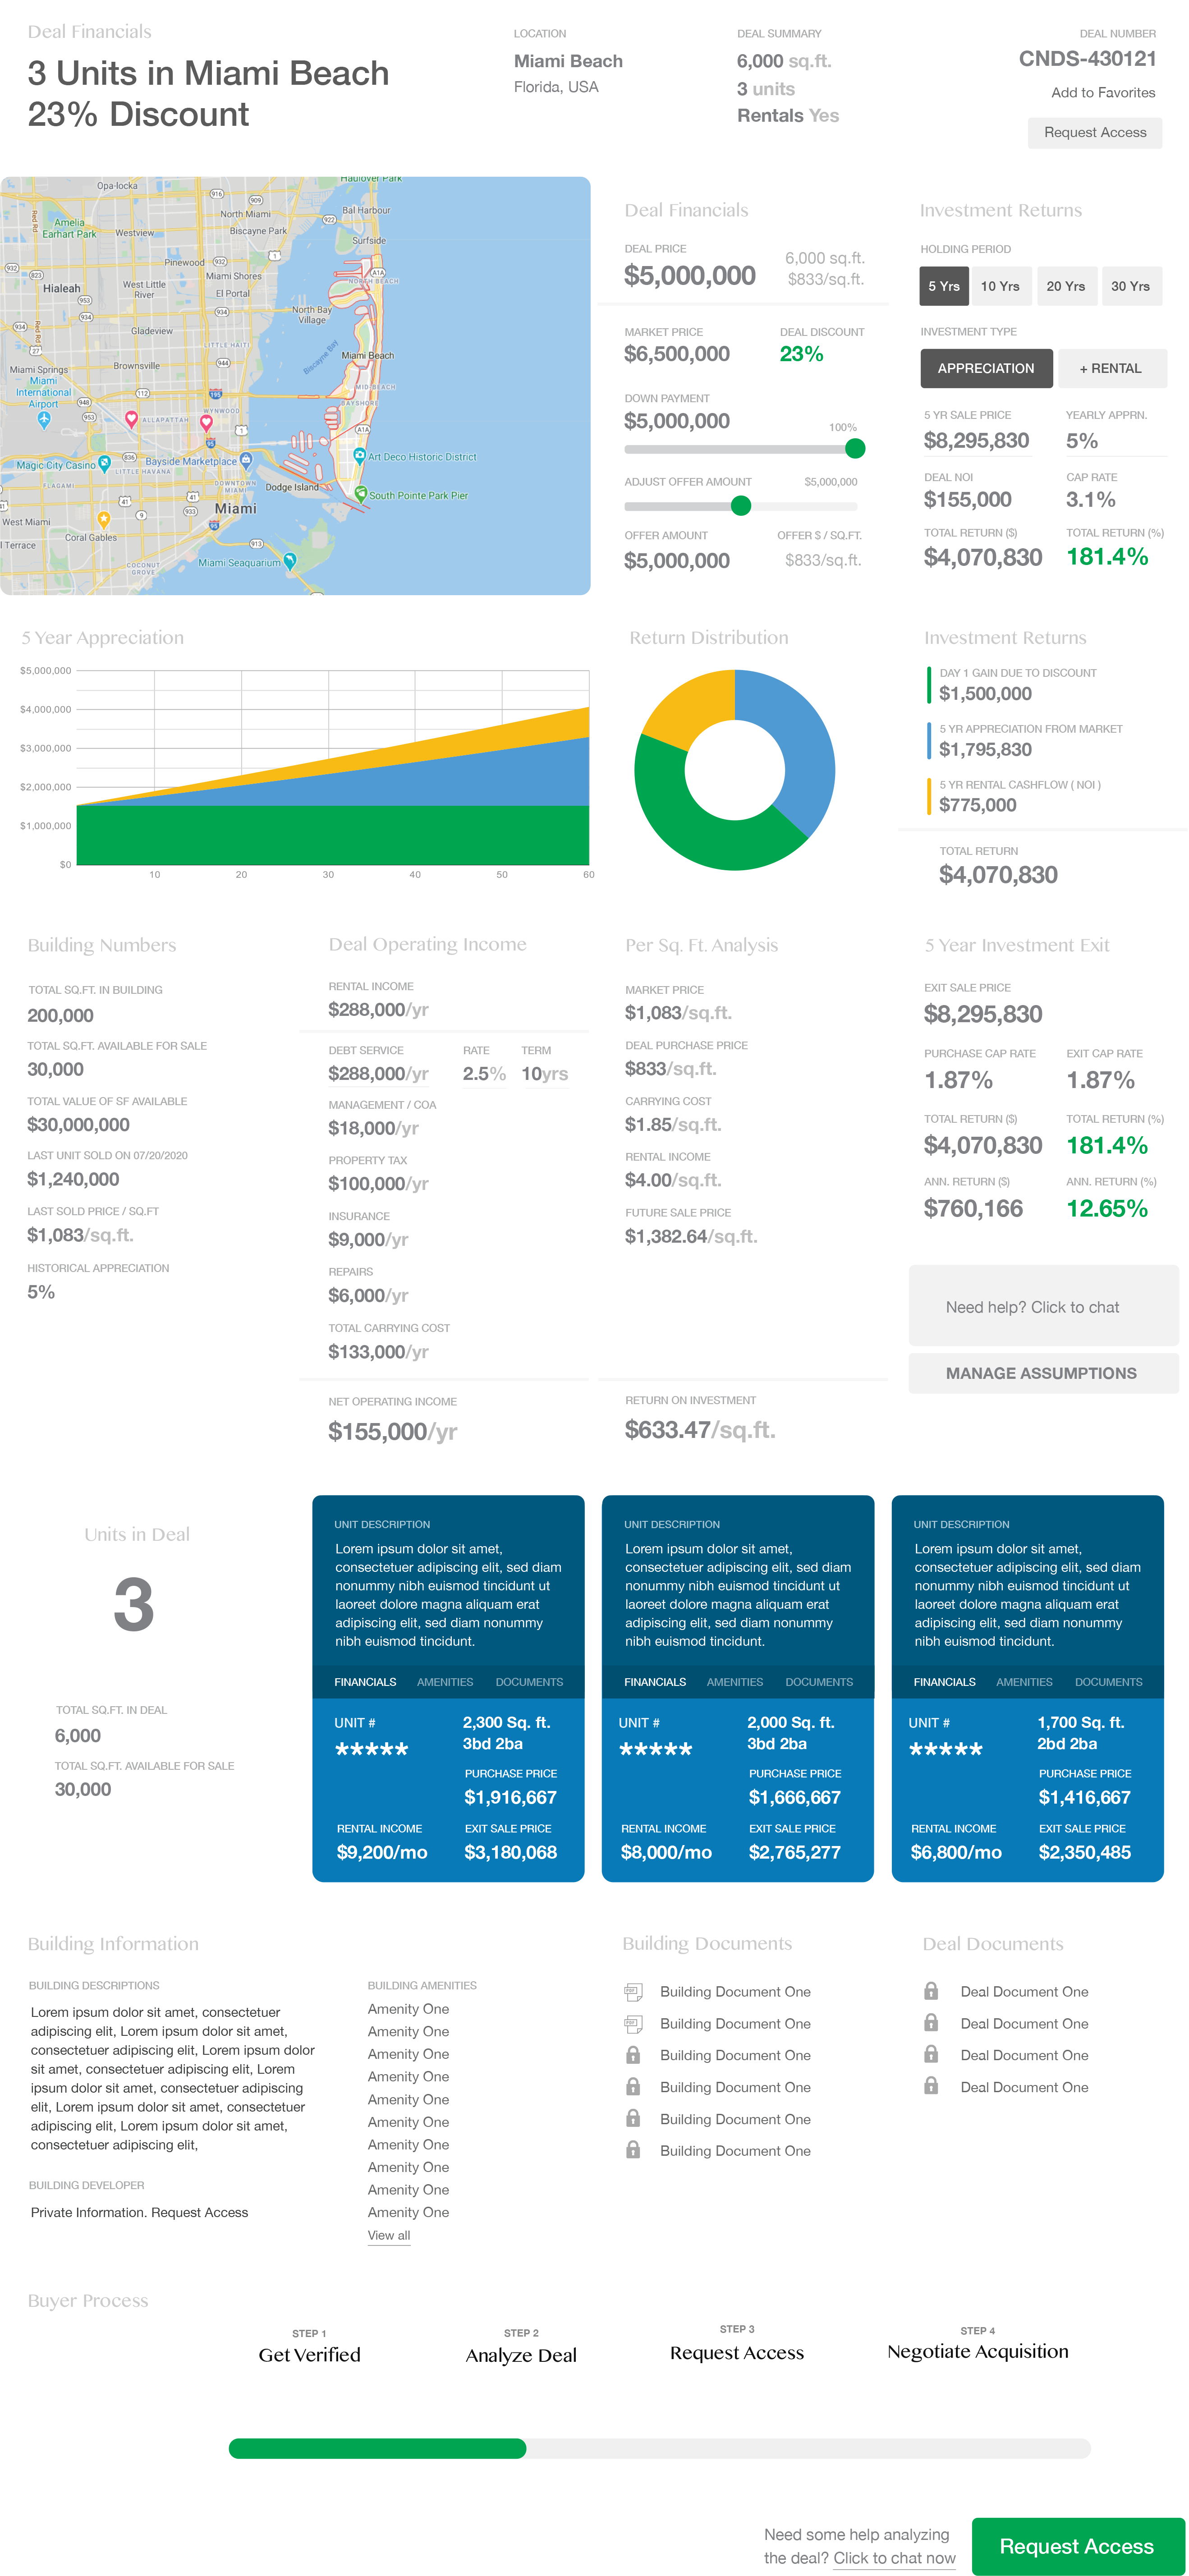 Deal Financials
3 Units in Miami Beach
23% Discount
LOCATION
Miami Beach
Florida, USA
DEAL SUMMARY
6,000 sq.ft.
3 units
Rentals Yes
DEAL NUMBER
CNDS-430121
Add to Favorites
Request Access
Haulover Park
Opa-locka
916
909
North Miami
Bal Harbour
922
Amelia
Earhart Park
Westview
Biscayne Park
Surfside
Red Rd
932
823
Pinewood
932
1
Miami Shores
A1A
NORTH BEACH
Hialeah
West Little
River
El Portal
953
934
934
North Bay
Village
934
Gladeview
LITTLE HAITI
Red Rd
27
Biscayne Bay
Miami Beach
Miami Springs
Brownsville
944
MID BEACH
Miami
International
Airport
112
195
948
BAYSHORE
953
ALLAPATTAH
WYNWOOD
1
A1A
95
Magic City Casino
836
Bayside Marketplace
Art Deco Historic District
LITTLE HAVANA
FLAGAMI
DOWNTOWN
MIAMI
Dodge Island
South Pointe Park Pier
41
41
933
Miami
West Miami
9
95
l Terrace
Coral Gables
913
COCONUT
GROVE
Miami Seaquarium
Deal Financials
DEAL PRICE
$5,000,000
6,000 sq.ft.
$833/sq.ft.
MARKET PRICE
$6,500,000
DEAL DISCOUNT
23%
DOWN PAYMENT
$5,000,000
100%
ADJUST OFFER AMOUNT
$5,000,000
OFFER AMOUNT
$5,000,000
OFFER $ / SQ.FT.
$833/sq.ft.
Investment Returns
HOLDING PERIOD
5 Yrs
10 Yrs
20 Yrs
30 Yrs
INVESTMENT TYPE
APPRECIATION
+ RENTAL
5 YR SALE PRICE
$8,295,830
YEARLY APPRN.
5%
DEAL NOI
$155,000
CAP RATE
3.1%
TOTAL RETURN ($)
$4,070,830
TOTAL RETURN (%)
181.4%
5 Year Appreciation
$5,000,000
$4,000,000
$3,000,000
$2,000,000
$1,000,000
$0
10
20
30
40
50
60
Return Distribution
Investment Returns
DAY 1 GAIN DUE TO DISCOUNT
$1,500,000
5 YR APPRECIATION FROM MARKET
$1,795,830
5 YR RENTAL CASHFLOW ( NOI )
$775,000
TOTAL RETURN
$4,070,830
Building Numbers
TOTAL SQ.FT. IN BUILDING
200,000
TOTAL SQ.FT. AVAILABLE FOR SALE
30,000
TOTAL VALUE OF SF AVAILABLE
$30,000,000
LAST UNIT SOLD ON 07/20/2020
$1,240,000
LAST SOLD PRICE / SQ.FT
$1,083/sq.ft.
HISTORICAL APPRECIATION
5%
Deal Operating Income
RENTAL INCOME
$288,000/yr
DEBT SERVICE
$288,000/yr
RATE
2.5%
TERM
10yrs
MANAGEMENT / COA
$18,000/yr
PROPERTY TAX
$100,000/yr
INSURANCE
$9,000/yr
REPAIRS
$6,000/yr
TOTAL CARRYING COST
$133,000/yr
NET OPERATING INCOME
$155,000/yr
Per Sq. Ft. Analysis
MARKET PRICE
$1,083/sq.ft.
DEAL PURCHASE PRICE
$833/sq.ft.
CARRYING COST
$1.85/sq.ft.
RENTAL INCOME
$4.00/sq.ft.
FUTURE SALE PRICE
$1,382.64/sq.ft.
RETURN ON INVESTMENT
$633.47/sq.ft.
5 Year Investment Exit
EXIT SALE PRICE
$8,295,830
PURCHASE CAP RATE
1.87%
EXIT CAP RATE
1.87%
TOTAL RETURN ($)
$4,070,830
TOTAL RETURN (%)
181.4%
ANN. RETURN ($)
$760,166
ANN. RETURN (%)
12.65%
Need help? Click to chat
MANAGE ASSUMPTIONS
Units in Deal
3
TOTAL SQ.FT. IN DEAL
6,000
TOTAL SQ.FT. AVAILABLE FOR SALE
30,000
UNIT DESCRIPTION
Lorem ipsum dolor sit amet,
consectetuer adipiscing elit, sed diam
nonummy nibh euismod tincidunt ut
laoreet dolore magna aliquam erat
adipiscing elit, sed diam nonummy
nibh euismod tincidunt.
FINANCIALS AMENITIES DOCUMENTS
UNIT #
*****
2,300 Sq. ft.
3bd 2ba
PURCHASE PRICE
$1,916,667
RENTAL INCOME
$9,200/mo
EXIT SALE PRICE
$3,180,068
UNIT DESCRIPTION
Lorem ipsum dolor sit amet,
consectetuer adipiscing elit, sed diam
nonummy nibh euismod tincidunt ut
laoreet dolore magna aliquam erat
adipiscing elit, sed diam nonummy
nibh euismod tincidunt.
FINANCIALS AMENITIES DOCUMENTS
UNIT #
*****
2,000 Sq. ft.
3bd 2ba
PURCHASE PRICE
$1,666,667
RENTAL INCOME
$8,000/mo
EXIT SALE PRICE
$2,765,277
UNIT DESCRIPTION
Lorem ipsum dolor sit amet,
consectetuer adipiscing elit, sed diam
nonummy nibh euismod tincidunt ut
laoreet dolore magna aliquam erat
adipiscing elit, sed diam nonummy
nibh euismod tincidunt.
FINANCIALS AMENITIES DOCUMENTS
UNIT #
*****
1,700 Sq. ft.
2bd 2ba
PURCHASE PRICE
$1,416,667
RENTAL INCOME
$6,800/mo
EXIT SALE PRICE
$2,350,485
Building Information
BUILDING DESCRIPTIONS
Lorem ipsum dolor sit amet, consectetuer
adipiscing elit, Lorem ipsum dolor sit amet,
consectetuer adipiscing elit, Lorem ipsum dolor
sit amet, consectetuer adipiscing elit, Lorem
ipsum dolor sit amet, consectetuer adipiscing
elit, Lorem ipsum dolor sit amet, consectetuer
adipiscing elit, Lorem ipsum dolor sit amet,
consectetuer adipiscing elit,
BUILDING DEVELOPER
Private Information. Request Access
BUILDING AMENITIES
Amenity One
Amenity One
Amenity One
Amenity One
Amenity One
Amenity One
Amenity One
Amenity One
Amenity One
Amenity One
View all
Building Documents
Building Document One
Building Document One
Building Document One
Building Document One
Building Document One
Building Document One
Deal Documents
Deal Document One
Deal Document One
Deal Document One
Deal Document One
Buyer Process
STEP 1
Get Verified
STEP 2
Analyze Deal
STEP 3
Request Access
STEP 4
Negotiate Acquisition
Need some help analyzing
the deal? Click to chat now
Request Access